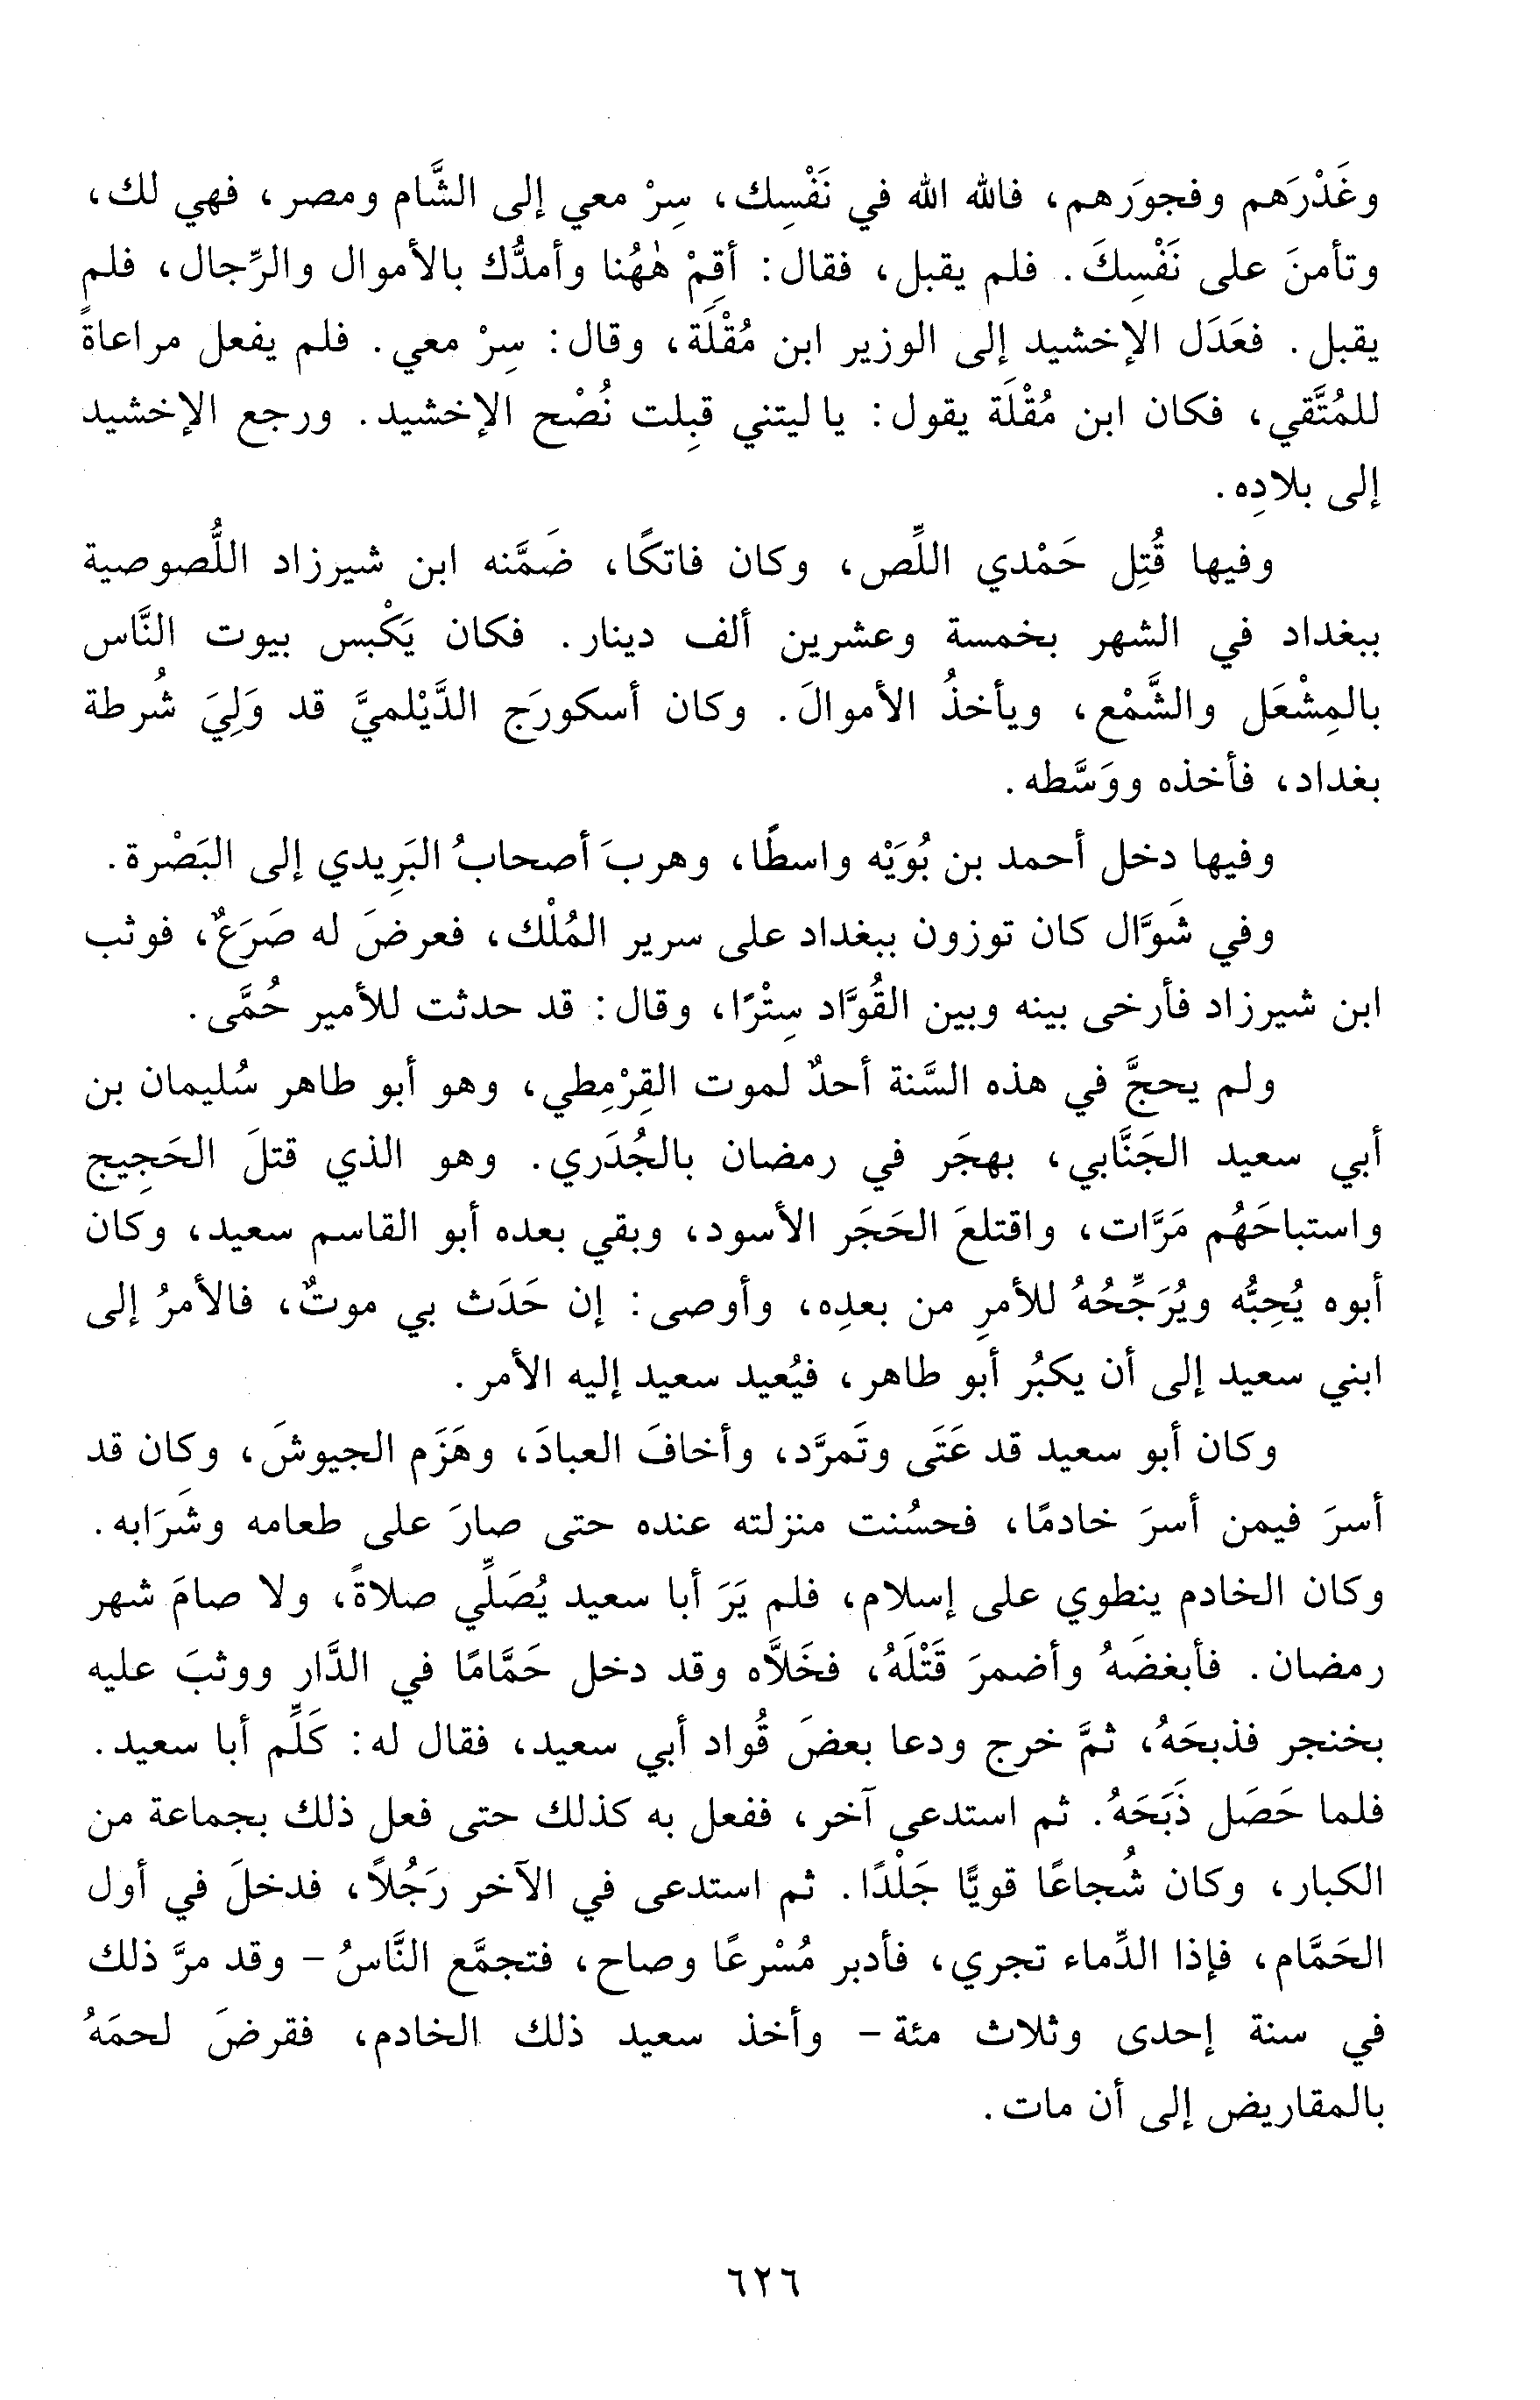 وغَدْرَهم وفجورَهم، فالله الله في نَفْسِك، سِرْ معي إلى الشَّام ومصر، فهي لك،
وتأمنَ على نَفْسِكَ. فلم يقبل، فقال: أقِمْ هٰهُنا وأمدُّك بالأموال والرِّجال، فلم
يقبل. فعَدَل الإخشيد إلى الوزير ابن مُقْلَة، وقال: سِرْ معي. فلم يفعل مراعاةً
للمُتَّقي، فكان ابن مُقْلَة يقول: يا ليتني قبِلت نُصْح الإخشيد. ورجع الإخشيد
إلى بلادِه.
وفيها قُتِل حَمْدي اللِّص، وكان فاتكًا، ضَمَّنه ابن شيرزاد اللُّصوصية
ببغداد في الشهر بخمسة وعشرين ألف دينار. فكان يَكْبس بيوت النَّاس
بالمِشْعَل والشَّمْع، ويأخذُ الأموالَ. وكان أسكورَج الدَّيْلميَّ قد وَلِيَ شُرطة
بغداد، فأخذه ووَسَّطه.
وفيها دخل أحمد بن بُوَيْه واسطًا، وهربَ أصحابُ البَرِيدي إلى البَصْرة.
وفي شَوَّال كان توزون ببغداد على سرير المُلْك، فعرضَ له صَرَعٌ، فوثب
ابن شيرزاد فأرخى بينه وبين القُوَّاد سِتْرًا، وقال: قد حدثت للأمير حُمَّى.
ولم يحجَّ في هذه السَّنة أحدٌ لموت القِرْمِطي، وهو أبو طاهر سُليمان بن
أبي سعيد الجَنَّابي، بهجَر في رمضان بالجُدَري. وهو الذي قتلَ الحَجِيج
واستباحَهُم مَرَّات، واقتلعَ الحَجَر الأسود، وبقي بعده أبو القاسم سعيد، وكان
أبوه يُحِبُّه ويُرَجِّحُهُ للأمرِ من بعدِه، وأوصى: إن حَدَث بي موتٌ، فالأمرُ إلى
ابني سعيد إلى أن يكبُر أبو طاهر، فيُعيد سعيد إليه الأمر.
وكان أبو سعيد قد عَتَى وتَمرَّد، وأخافَ العبادَ، وهَزَم الجيوشَ، وكان قد
أسرَ فيمن أسرَ خادمًا، فحسُنت منزلته عنده حتى صارَ على طعامه وشَرَابه.
وكان الخادم ينطوي على إسلام، فلم يَرَ أبا سعيد يُصَلِّي صلاةً، ولا صامَ شهر
رمضان. فأبغضَهُ وأضمرَ قَتْلَهُ، فخَلاَّه وقد دخل حَمَّامًا في الدَّار ووثبَ عليه
بخنجر فذبحَهُ، ثمَّ خرج ودعا بعضَ قُواد أبي سعيد، فقال له: كَلِّم أبا سعيد.
فلما حَصَل ذَبَحَهُ. ثم استدعى آخر، ففعل به كذلك حتى فعل ذلك بجماعة من
الكبار، وكان شُجاعًا قويًّا جَلْدًا. ثم استدعى في الآخر رَجُلاً، فدخلَ في أول
الحَمَّام، فإذا الدِّماء تجري، فأدبر مُسْرعًا وصاح، فتجمَّع النَّاسُ - وقد مرَّ ذلك
في سنة إحدى وثلاث مئة - وأخذ سعيد ذلك الخادم، فقرضَ لحمَهُ
بالمقاريض إلى أن مات.
٦٢٦